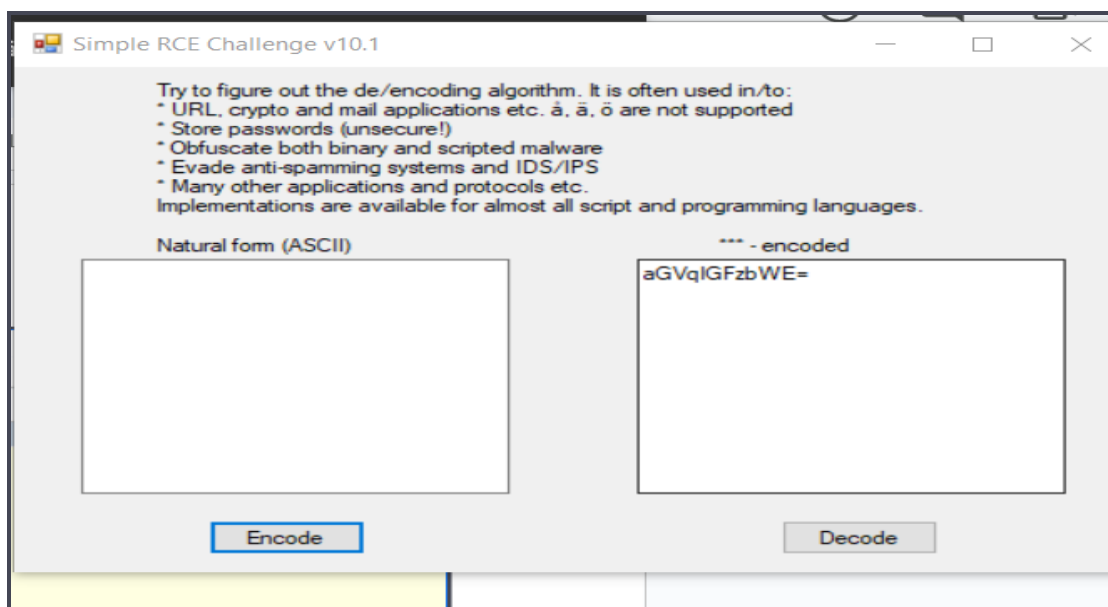 Simple RCE Challenge v10.1
Try to figure out the de/encoding algorithm. It is often used in/to:
* URL, crypto and mail applications etc. å, ä, ö are not supported
* Store passwords (unsecure!)
* Obfuscate both binary and scripted malware
* Evade anti-spamming systems and IDS/IPS
* Many other applications and protocols etc.
Implementations are available for almost all script and programming languages.
Natural form (ASCII)
*** - encoded
aGVqIGFzbWE=
Encode
Decode